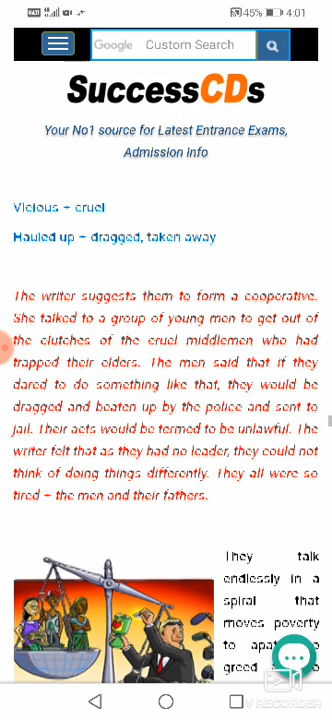 45% 4:01
Google Custom Search
SuccessCDs
Your No1 source for Latest Entrance Exams,
Admission info
Vicious – cruel
Hauled up – dragged, taken away
The writer suggests them to form a cooperative.
She talked to a group of young men to get out of
the clutches of the cruel middlemen who had
trapped their elders. The men said that if they
dared to do something like that, they would be
dragged and beaten up by the police and sent to
jail. Their acts would be termed to be unlawful. The
writer felt that as they had no leader, they could not
think of doing things differently. They all were so
tired – the men and their fathers.
They talk
endlessly in a
spiral that
moves poverty
to
greed
V RECORDER